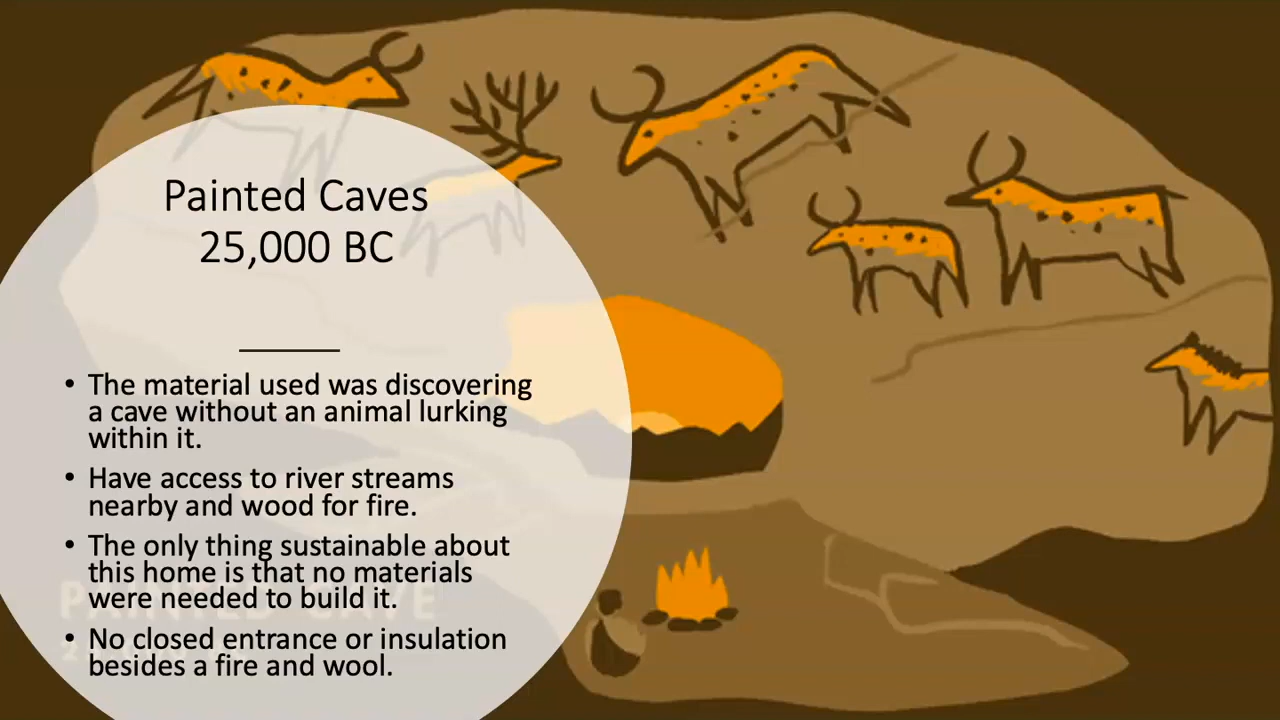 Painted Caves
25,000 BC
• The material used was discovering
a cave without an animal lurking
within it.
• Have access to river streams
nearby and wood for fire.
• The only thing sustainable about
this home is that no materials
were needed to build it.
• No closed entrance or insulation
besides a fire and wool.
PAINTED CAVE